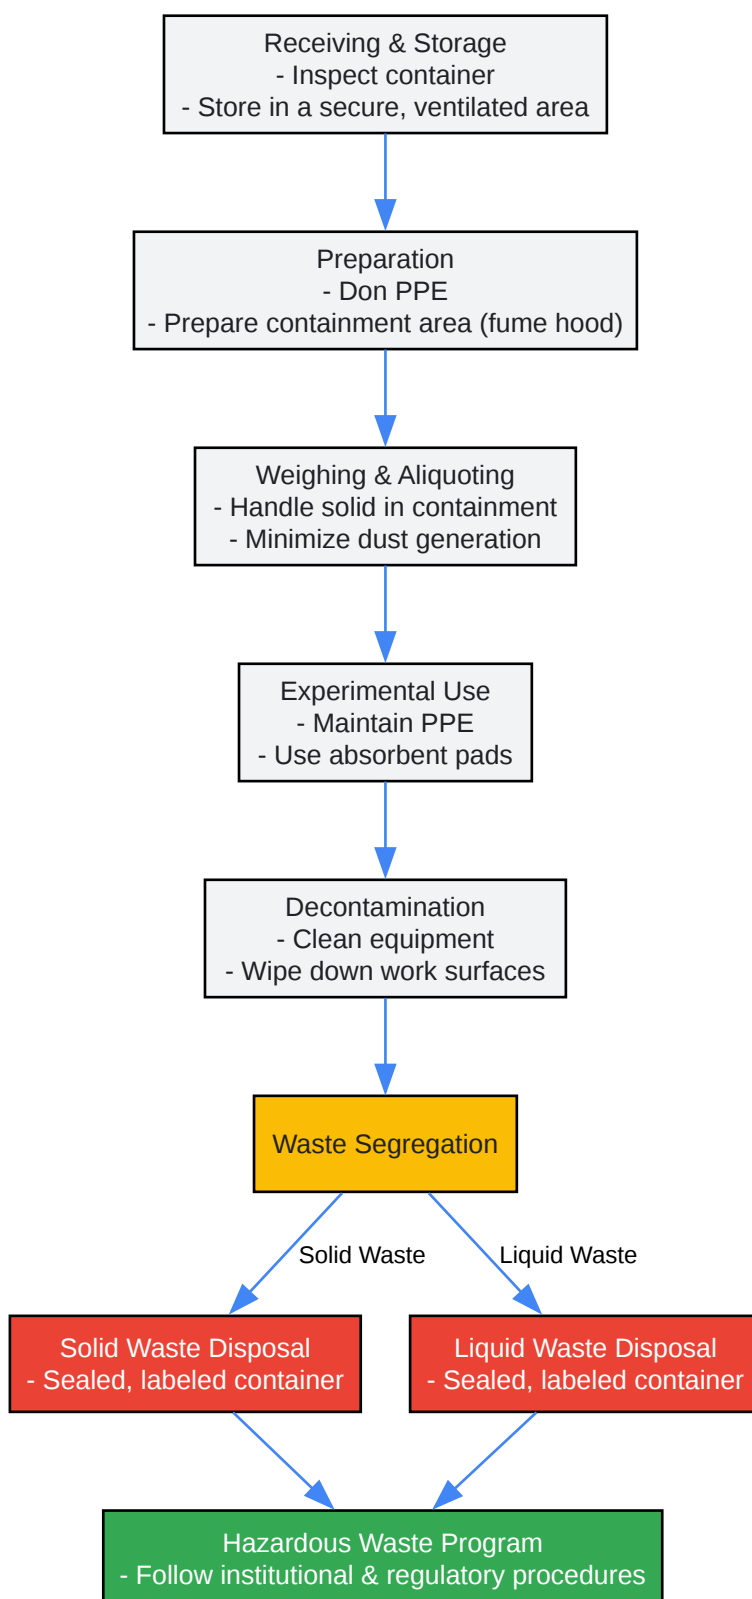 Receiving & Storage
- Inspect container
- Store in a secure, ventilated area
Preparation
- Don PPE
- Prepare containment area (fume hood)
Weighing & Aliquoting
- Handle solid in containment
- Minimize dust generation
Experimental Use
- Maintain PPE
- Use absorbent pads
Decontamination
- Clean equipment
- Wipe down work surfaces
Waste Segregation
Solid Waste
Liquid Waste
Solid Waste Disposal
- Sealed, labeled container
Liquid Waste Disposal
- Sealed, labeled container
Hazardous Waste Program
- Follow institutional & regulatory procedures